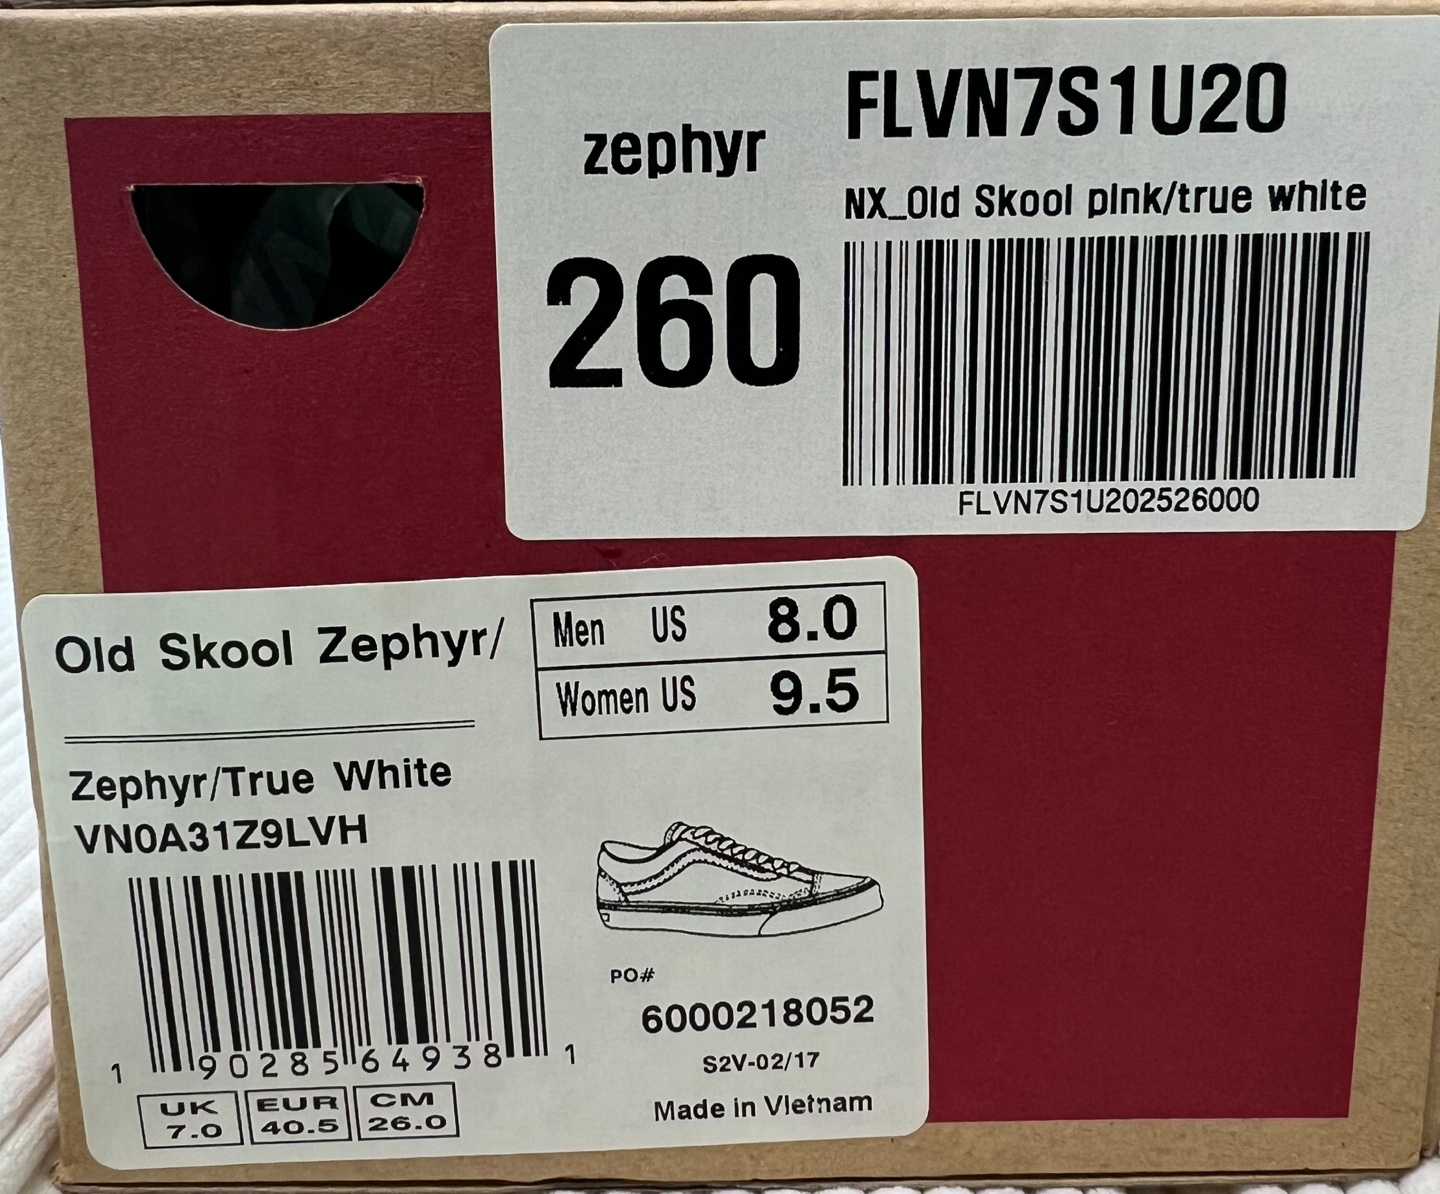 zephyr
FLVN7S1U20
NX_Old Skool pink/true white
260
FLVN7S1U202526000
Old Skool Zephyr/
Men US 8.0
Women US 9.5
Zephyr/True White
VN0A31Z9LVH
1 90285 64938 1
PO#
6000218052
S2V-02/17
Made in Vietnam
UK EUR CM
7.0 40.5 26.0